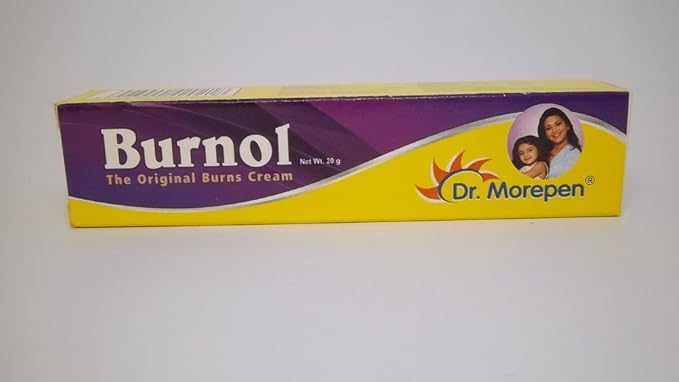 Burnol
Net Wt. 20 g
The Original Burns Cream
Dr. Morepen®